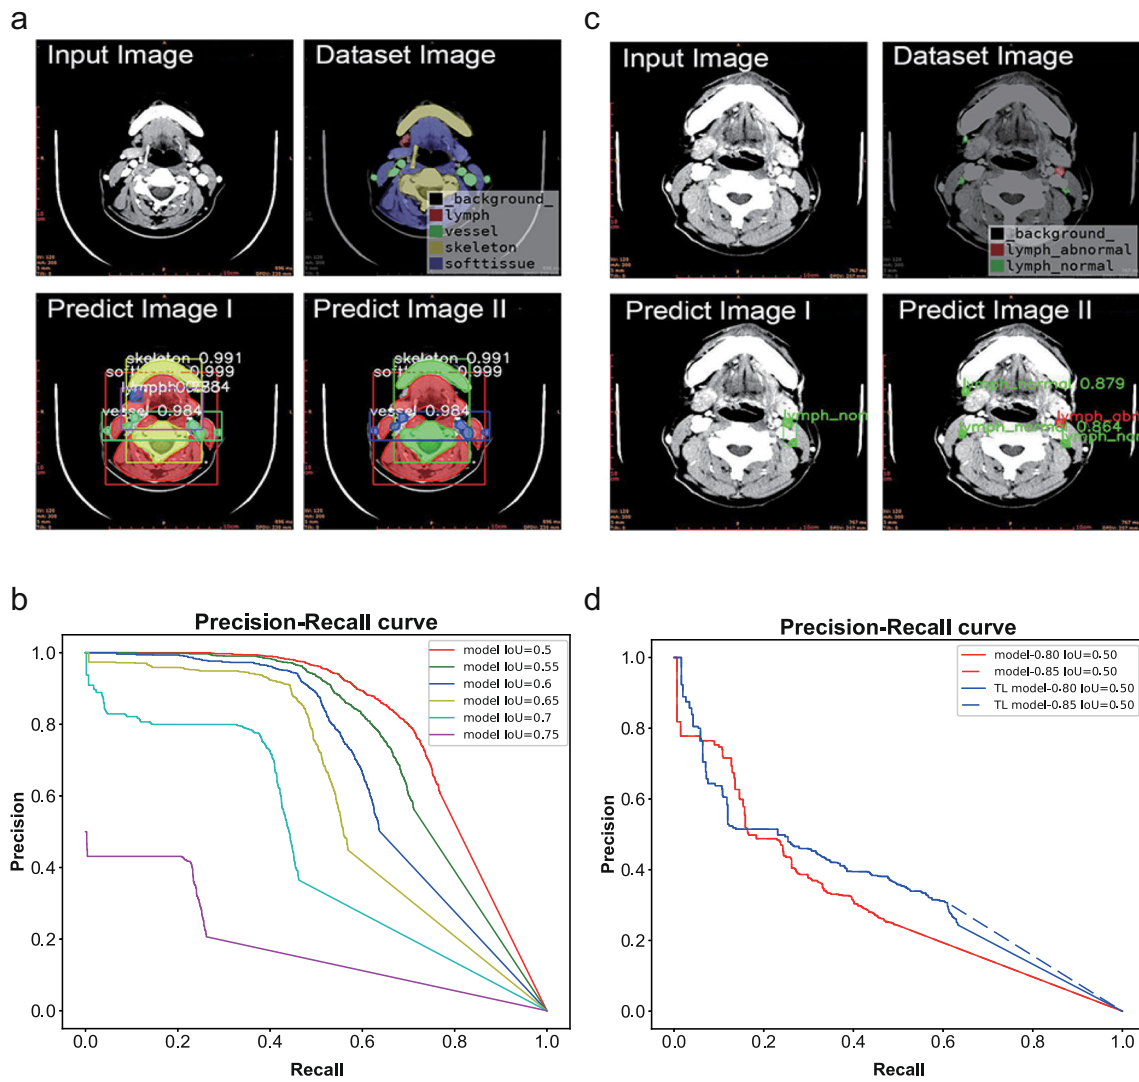 a
Input Image
Dataset Image
_background_
lymph
vessel
skeleton
softtissue
Predict Image I
Predict Image II
skeleton 0.991
vessel 0.984
skeleton 0.991
vessel 0.984
c
Input Image
Dataset Image
_background_
lymph_abnormal
lymph_normal
Predict Image I
Predict Image II
lymph_nor
lymph_normal 0.879
lymph_abn
lymph_normal 0.864
lymph_nor
b
Precision-Recall curve
model IoU=0.5
model IoU=0.55
model IoU=0.6
model IoU=0.65
model IoU=0.7
model IoU=0.75
Precision
1.0
0.8
0.6
0.4
0.2
0.0
0.0 0.2 0.4 0.6 0.8 1.0
Recall
d
Precision-Recall curve
model-0.80 IoU=0.50
model-0.85 IoU=0.50
TL model-0.80 IoU=0.50
TL model-0.85 IoU=0.50
Precision
1.0
0.8
0.6
0.4
0.2
0.0
0.0 0.2 0.4 0.6 0.8 1.0
Recall